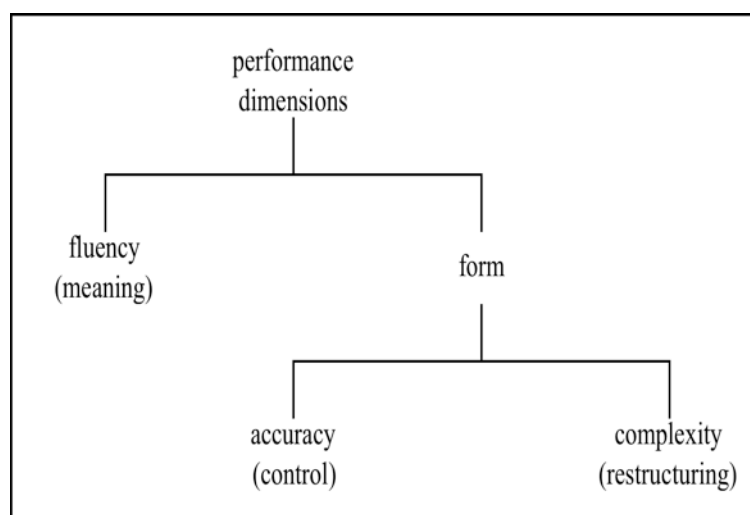 performance
dimensions
fluency
(meaning)
form
accuracy
(control)
complexity
(restructuring)